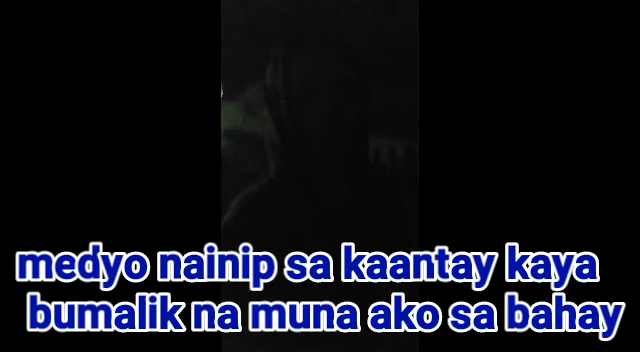 medyo nainip sa kaantay kaya
bumalik na muna ako sa bahay